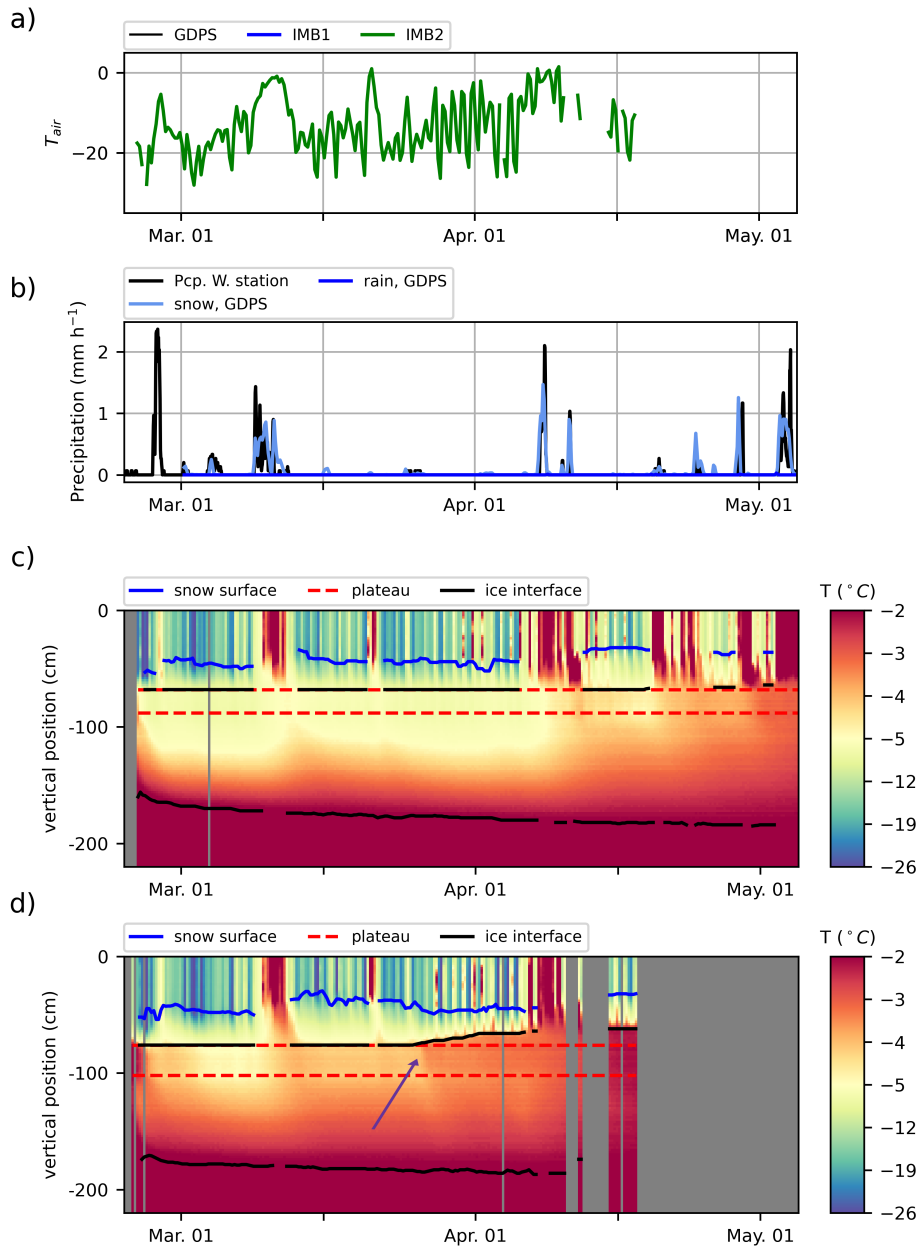 a)
GDPS IMB1 IMB2
0
−20
T_air
Mar. 01 Apr. 01 May. 01
b)
Pcp. W. station rain, GDPS
snow, GDPS
2
1
0
Precipitation (mm h⁻¹)
Mar. 01 Apr. 01 May. 01
c)
snow surface plateau ice interface
T (°C)
0
-100
-200
vertical position (cm)
−2
−3
−4
−5
−6
−12
−19
−26
Mar. 01 Apr. 01 May. 01
d)
snow surface plateau ice interface
T (°C)
0
-100
-200
vertical position (cm)
−2
−3
−4
−5
−6
−12
−19
−26
Mar. 01 Apr. 01 May. 01